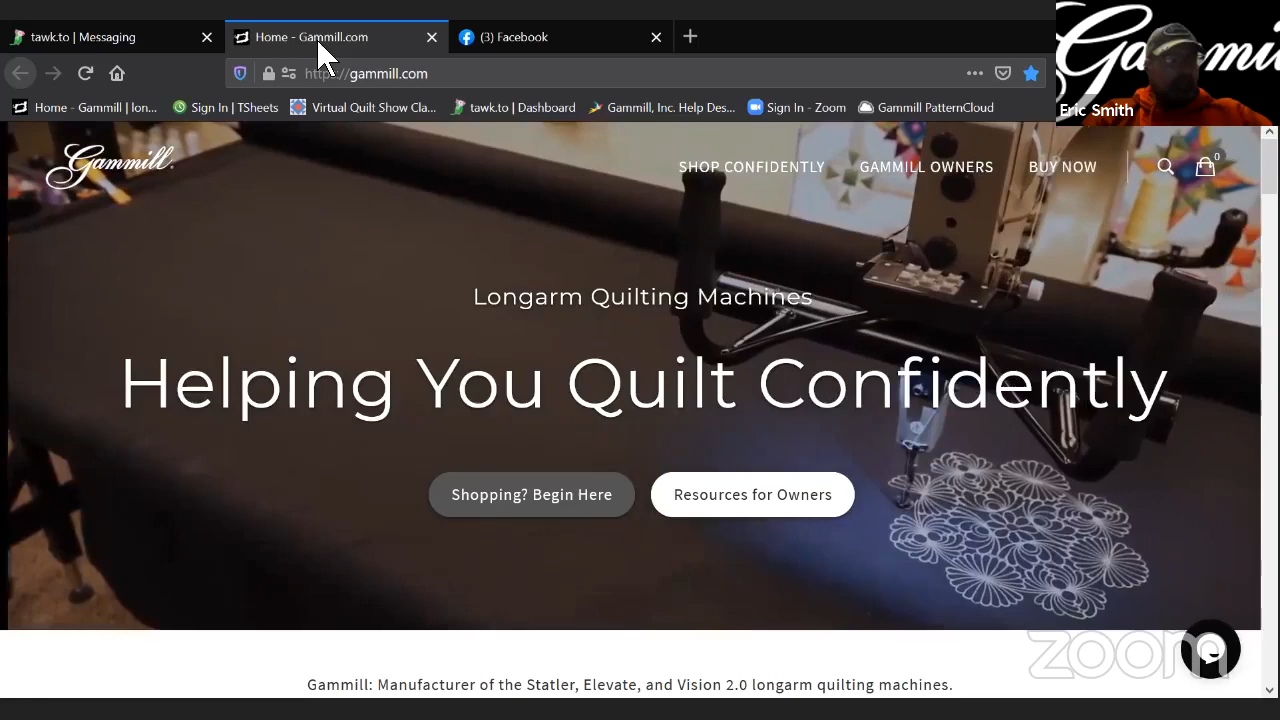 tawk.to | Messaging
Home - Gammill.com
(3) Facebook
https://gammill.com
Home - Gammill | lon...
Sign In | TSheets
Virtual Quilt Show Cla...
tawk.to | Dashboard
Gammill, Inc. Help Des...
Sign In - Zoom
Gammill PatternCloud
Eric Smith
Gammill
SHOP CONFIDENTLY
GAMMILL OWNERS
BUY NOW
0
Longarm Quilting Machines
Helping You Quilt Confidently
Shopping? Begin Here
Resources for Owners
zoom
Gammill: Manufacturer of the Statler, Elevate, and Vision 2.0 longarm quilting machines.